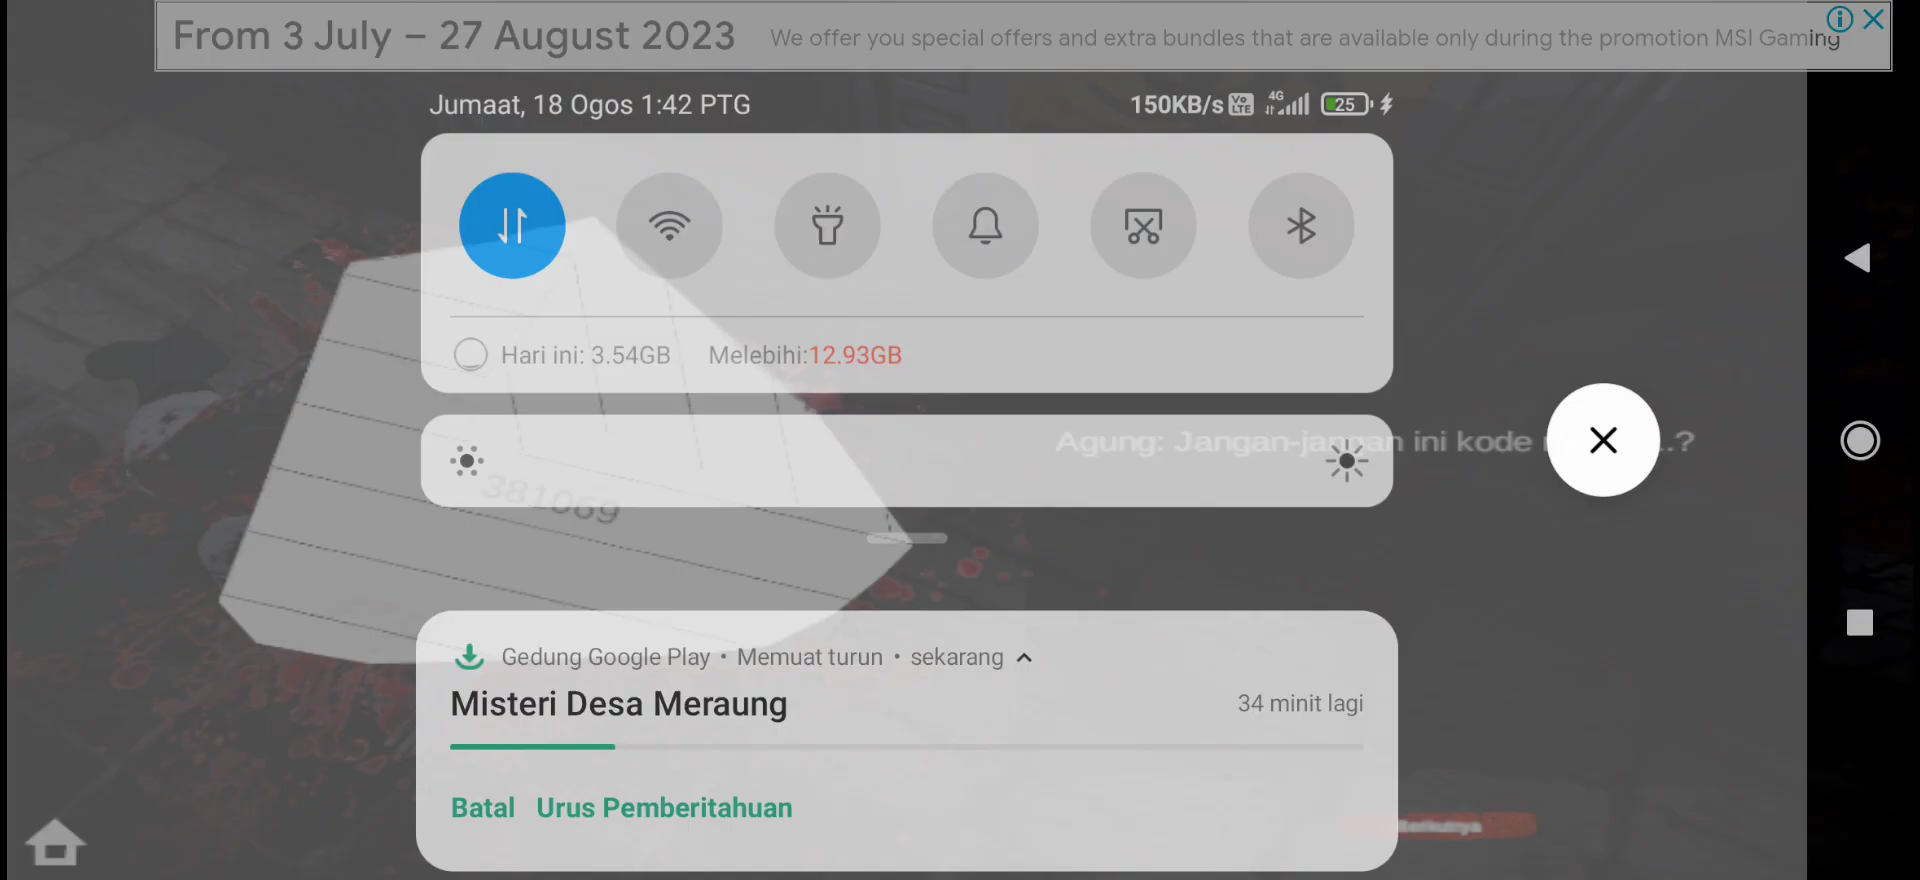 From 3 July – 27 August 2023 We offer you special offers and extra bundles that are available only during the promotion MSI Gaming
Jumaat, 18 Ogos 1:42 PTG
150KB/s Vo LTE 4G 25
Hari ini: 3.54GB Melebihi:12.93GB
Agung: Jangan-jangan ini kode ...?
381069
Gedung Google Play • Memuat turun • sekarang
Misteri Desa Meraung
34 minit lagi
Batal Urus Pemberitahuan
Berikutnya